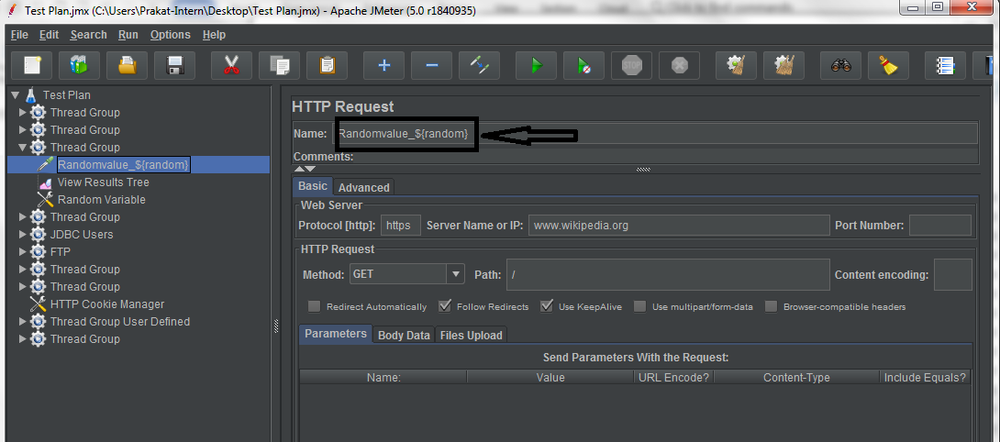 Test Plan.jmx (C:\Users\Prakat-Intern\Desktop\Test Plan.jmx) - Apache JMeter (5.0 r1840935)
File Edit Search Run Options Help
STOP
Test Plan
Thread Group
Thread Group
Thread Group
Randomvalue_${random}
View Results Tree
Random Variable
Thread Group
JDBC Users
FTP
Thread Group
Thread Group
HTTP Cookie Manager
Thread Group User Defined
Thread Group
HTTP Request
Name: Randomvalue_${random}
Comments:
Basic Advanced
Web Server
Protocol [http]: https Server Name or IP: www.wikipedia.org Port Number:
HTTP Request
Method: GET Path: / Content encoding:
Redirect Automatically Follow Redirects Use KeepAlive Use multipart/form-data Browser-compatible headers
Parameters Body Data Files Upload
Send Parameters With the Request:
Name: Value URL Encode? Content-Type Include Equals?